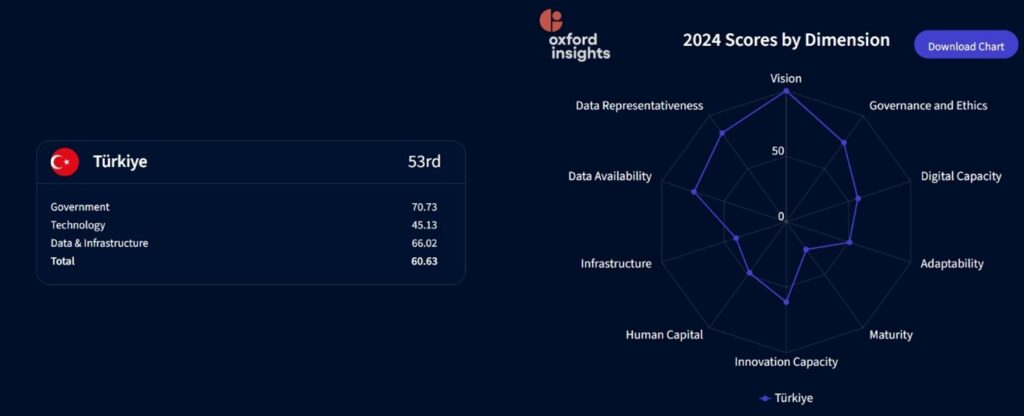 Türkiye 53rd
Government 70.73
Technology 45.13
Data & Infrastructure 66.02
Total 60.63
oxford
insights
2024 Scores by Dimension
Download Chart
Vision
Data Representativeness
Governance and Ethics
50
Data Availability
Digital Capacity
0
Infrastructure
Adaptability
Human Capital
Maturity
Innovation Capacity
Türkiye